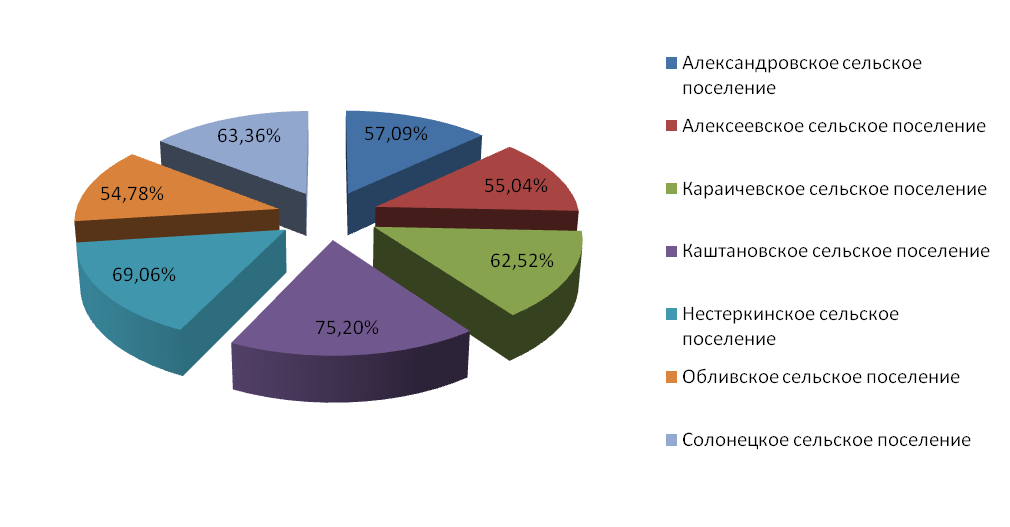 63,36%
57,09%
54,78%
55,04%
69,06%
62,52%
75,20%
Александровское сельское
поселение
Алексеевское сельское поселение
Караичевское сельское поселение
Каштановское сельское поселение
Нестеркинское сельское
поселение
Обливское сельское поселение
Солонецкое сельское поселение